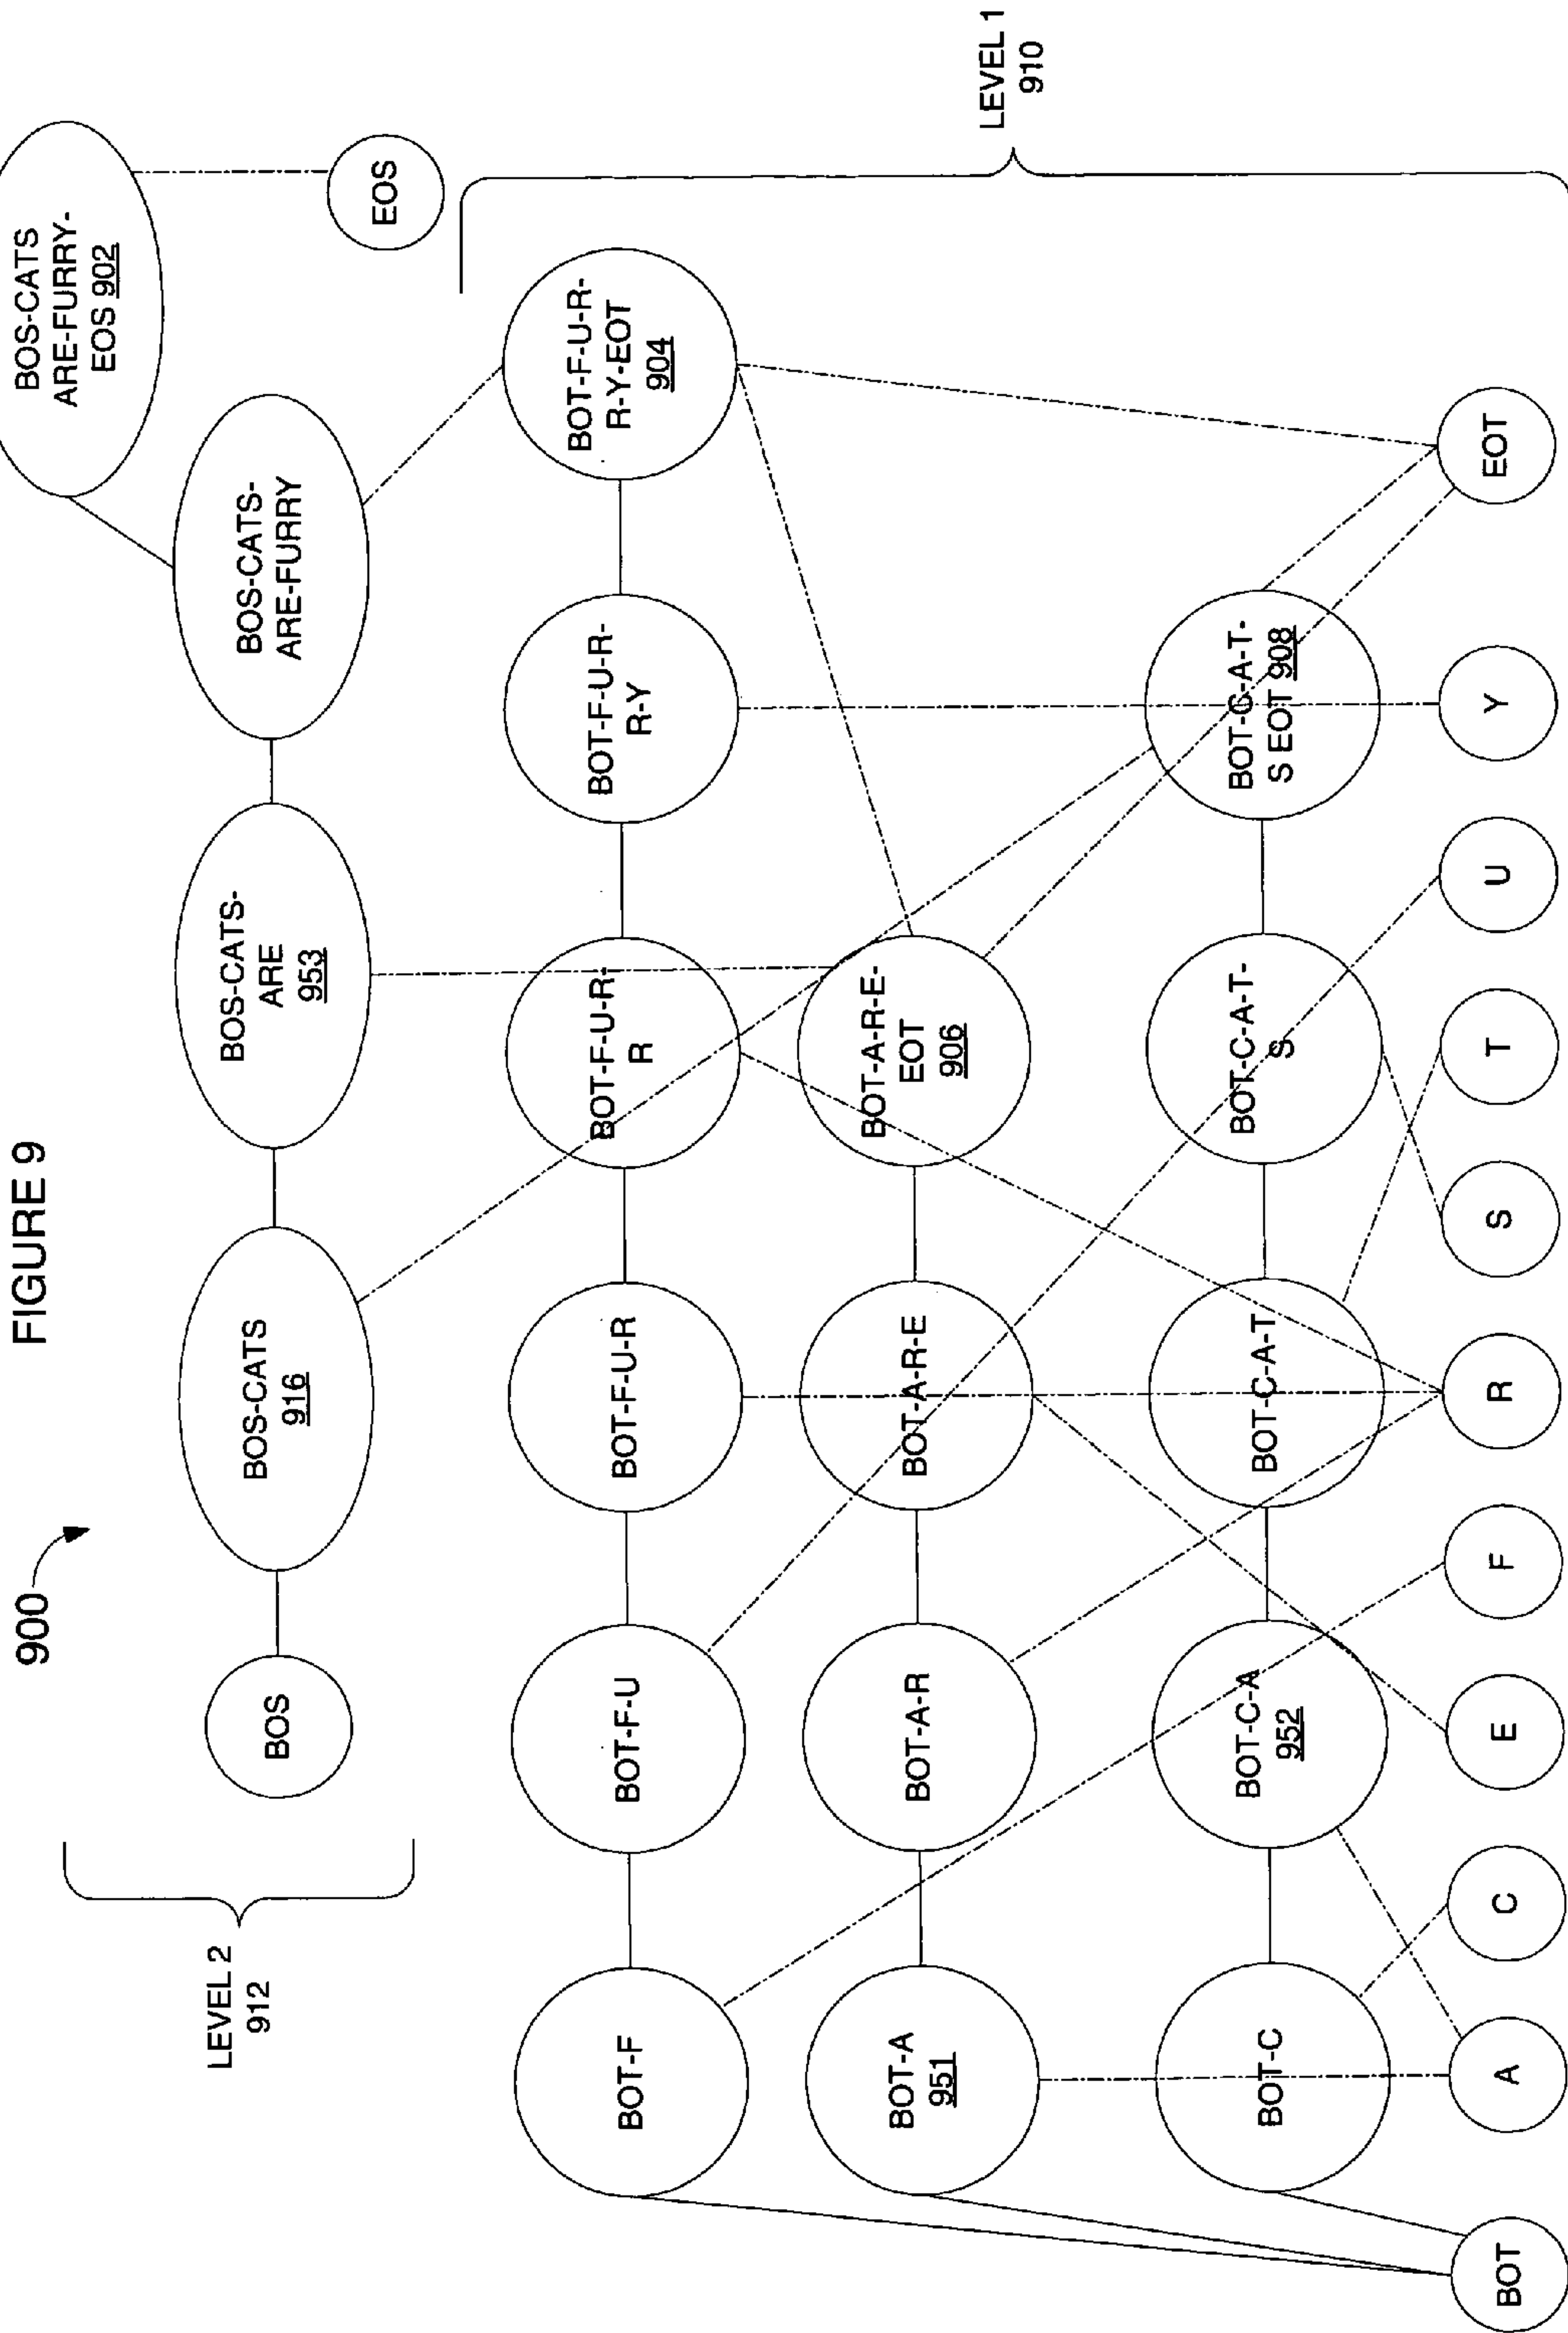 FIGURE 9
900
BOS-CATS
ARE-FURRY-
EOS 902
LEVEL 2
912
BOS
BOS-CATS
916
BOS-CATS-
ARE
953
BOS-CATS-
ARE-FURRY
EOS
BOT-F
BOT-F-U
BOT-F-U-R
BOT-F-U-R-
R
BOT-F-U-R-
R-Y
BOT-F-U-R-
R-Y-EOT
904
BOT-A
951
BOT-A-R
BOT-A-R-E
BOT-A-R-E-
EOT
906
LEVEL 1
910
BOT-C
BOT-C-A
952
BOT-C-A-T
BOT-C-A-T-
S
BOT-C-A-T-
S EOT 908
BOT
A
C
E
F
R
S
T
U
Y
EOT